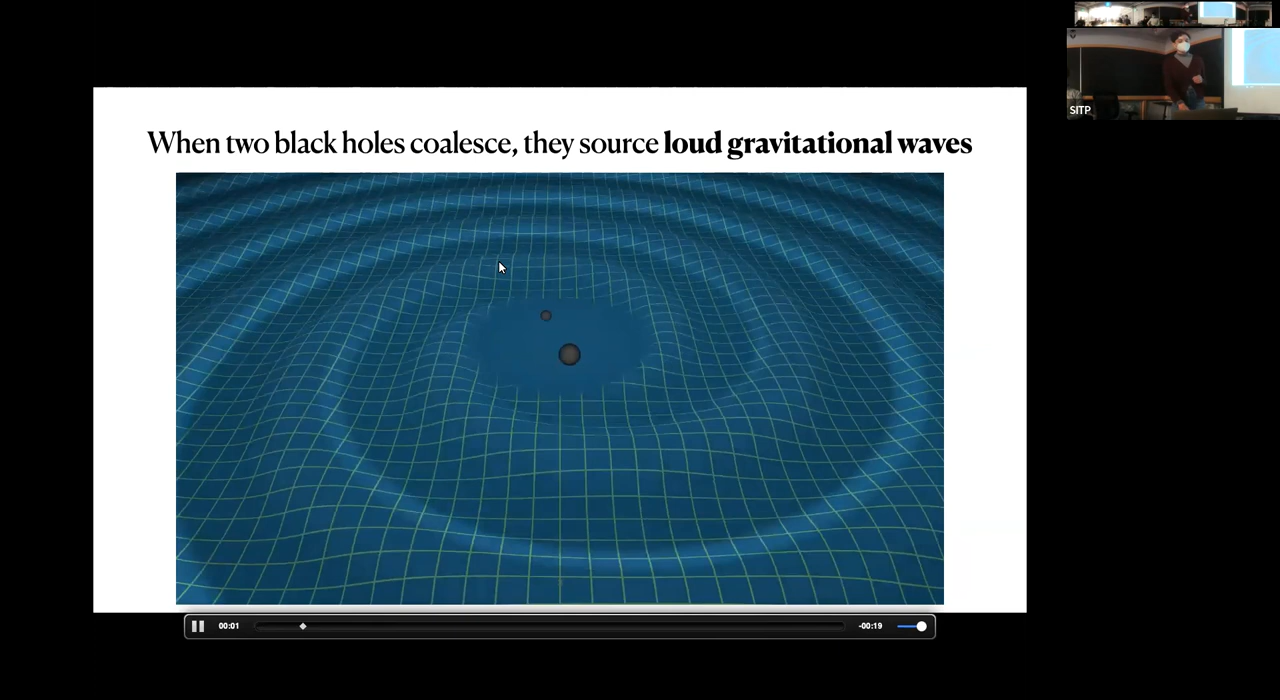 When two black holes coalesce, they source loud gravitational waves
SITP
00:01
-00:19